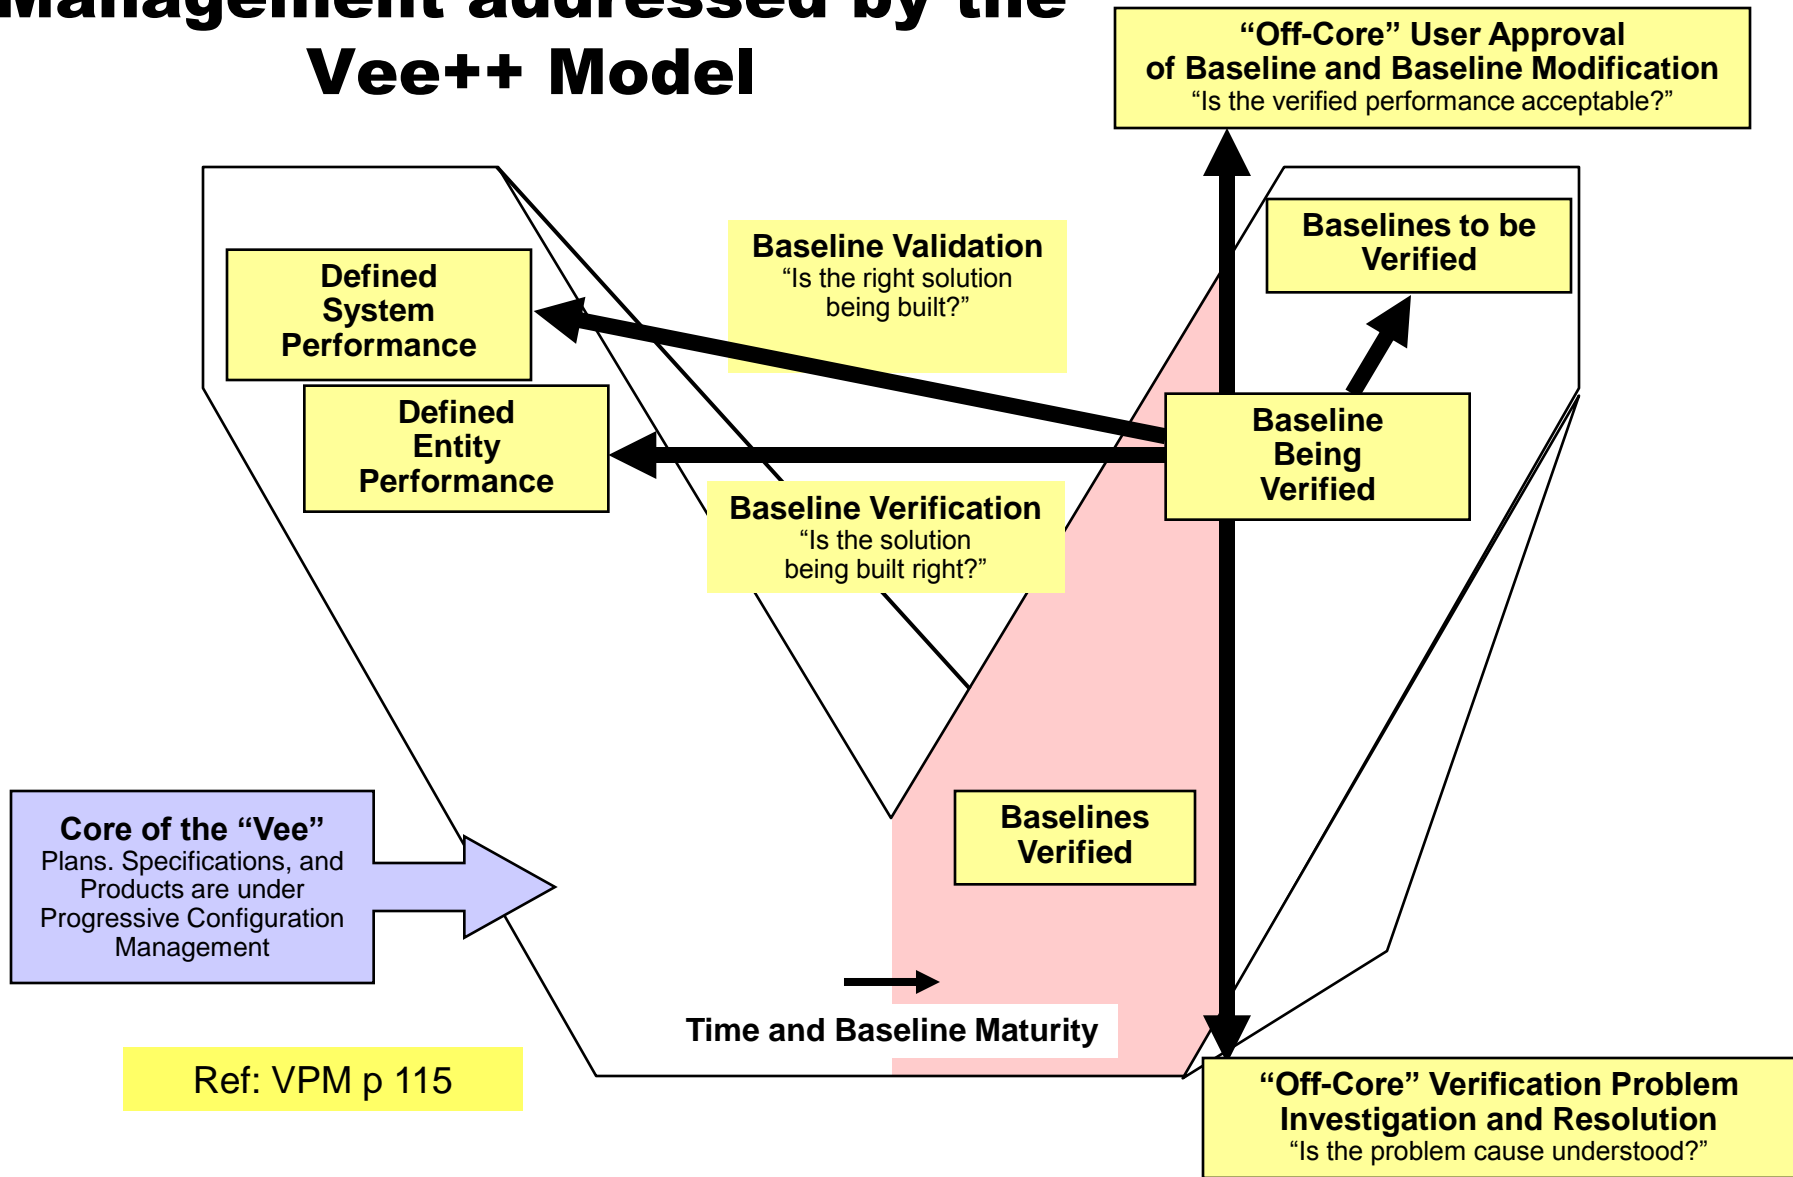 Management addressed by the
Vee++ Model
“Off-Core” User Approval
of Baseline and Baseline Modification
“Is the verified performance acceptable?”
Baselines to be
Verified
Baseline Validation
“Is the right solution
being built?”
Defined
System
Performance
Defined
Entity
Performance
Baseline
Being
Verified
Baseline Verification
“Is the solution
being built right?”
Core of the “Vee”
Plans. Specifications, and
Products are under
Progressive Configuration
Management
Baselines
Verified
Time and Baseline Maturity
Ref: VPM p 115
“Off-Core” Verification Problem
Investigation and Resolution
“Is the problem cause understood?”